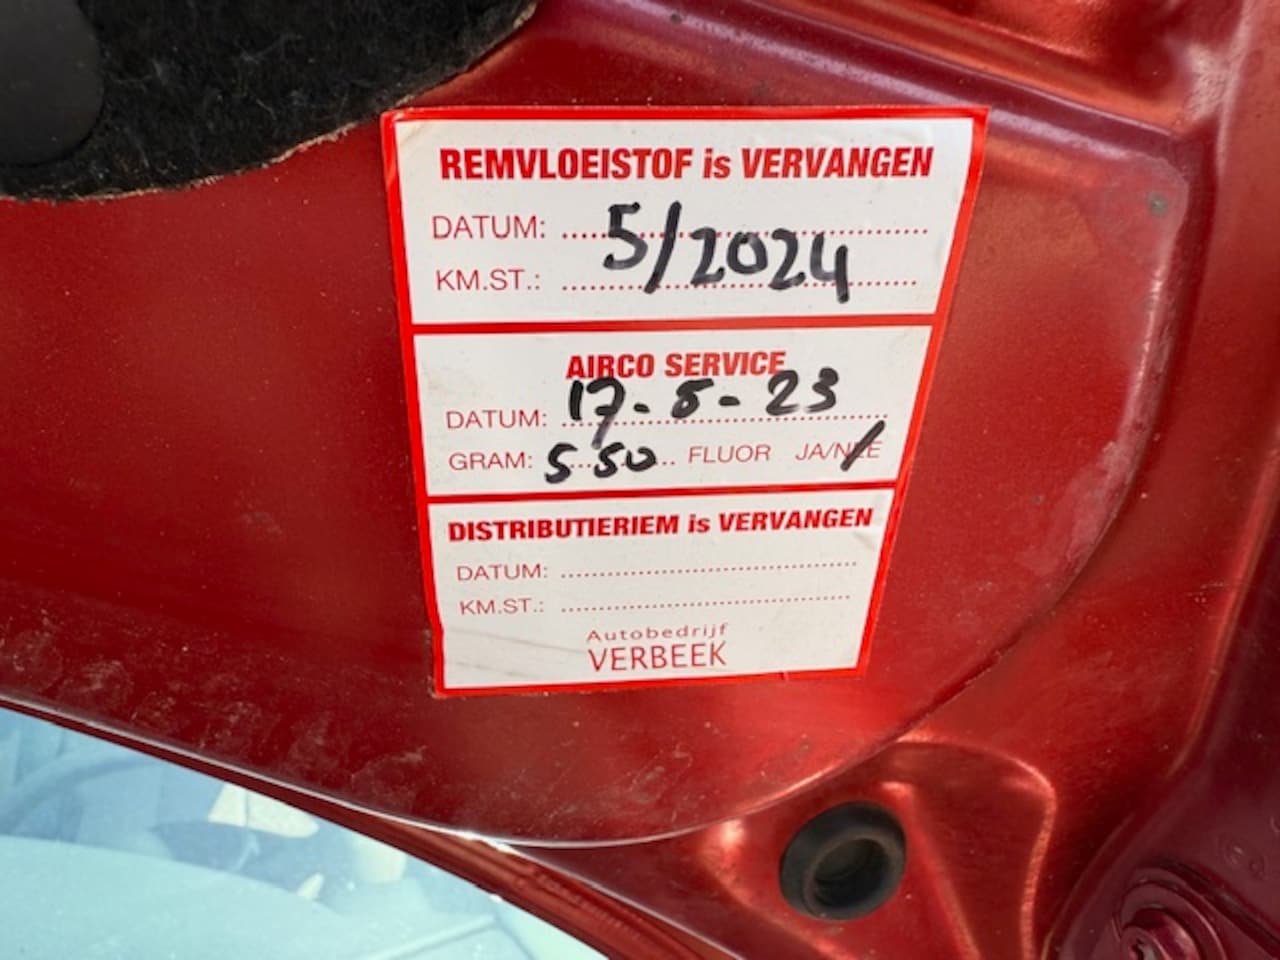 REMVLOEISTOF is VERVANGEN
DATUM: 5/2024
KM.ST.:
AIRCO SERVICE
DATUM: 17-5-23
GRAM: 550 FLUOR JA/NEE
DISTRIBUTIERIEM is VERVANGEN
DATUM:
KM.ST.:
Autobedrijf
VERBEEK